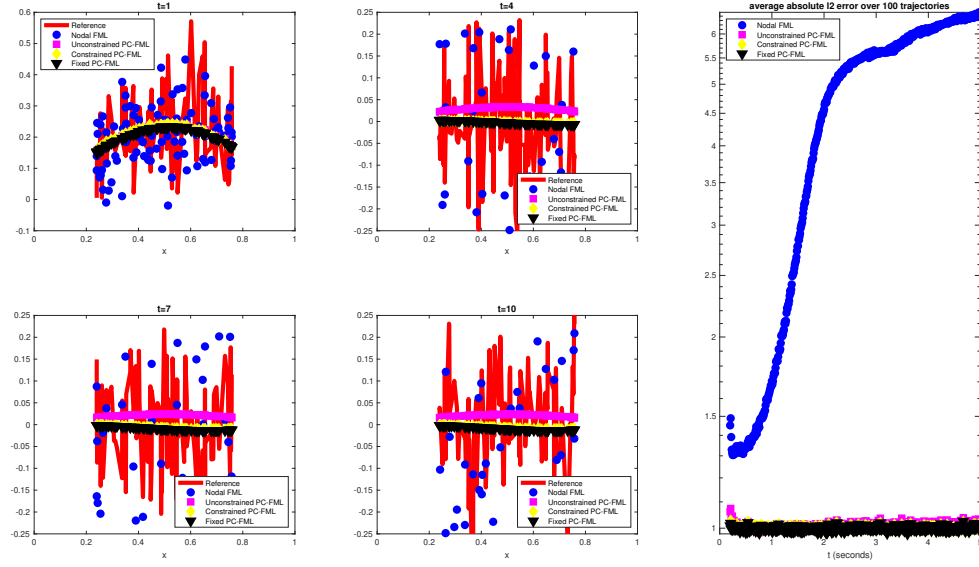 t=1
0.6
0.5
0.4
0.3
0.2
0.1
0
-0.1
Reference
Nodal FML
Unconstrained PC-FML
Constrained PC-FML
Fixed PC-FML
0 0.2 0.4 0.6 0.8 1
x
t=4
0.25
0.2
0.15
0.1
0.05
0
-0.05
-0.1
-0.15
-0.2
-0.25
Reference
Nodal FML
Unconstrained PC-FML
Constrained PC-FML
Fixed PC-FML
0 0.2 0.4 0.6 0.8 1
x
t=7
0.25
0.2
0.15
0.1
0.05
0
-0.05
-0.1
-0.15
-0.2
-0.25
Reference
Nodal FML
Unconstrained PC-FML
Constrained PC-FML
Fixed PC-FML
0 0.2 0.4 0.6 0.8 1
x
t=10
0.25
0.2
0.15
0.1
0.05
0
-0.05
-0.1
-0.15
-0.2
-0.25
Reference
Nodal FML
Unconstrained PC-FML
Constrained PC-FML
Fixed PC-FML
0 0.2 0.4 0.6 0.8 1
x
average absolute l2 error over 100 trajectories
Nodal FML
Unconstrained PC-FML
Constrained PC-FML
Fixed PC-FML
6.5
5.5
4.5
3.5
2.5
2
1.5
1
0 1 2 3 4 5
t (seconds)